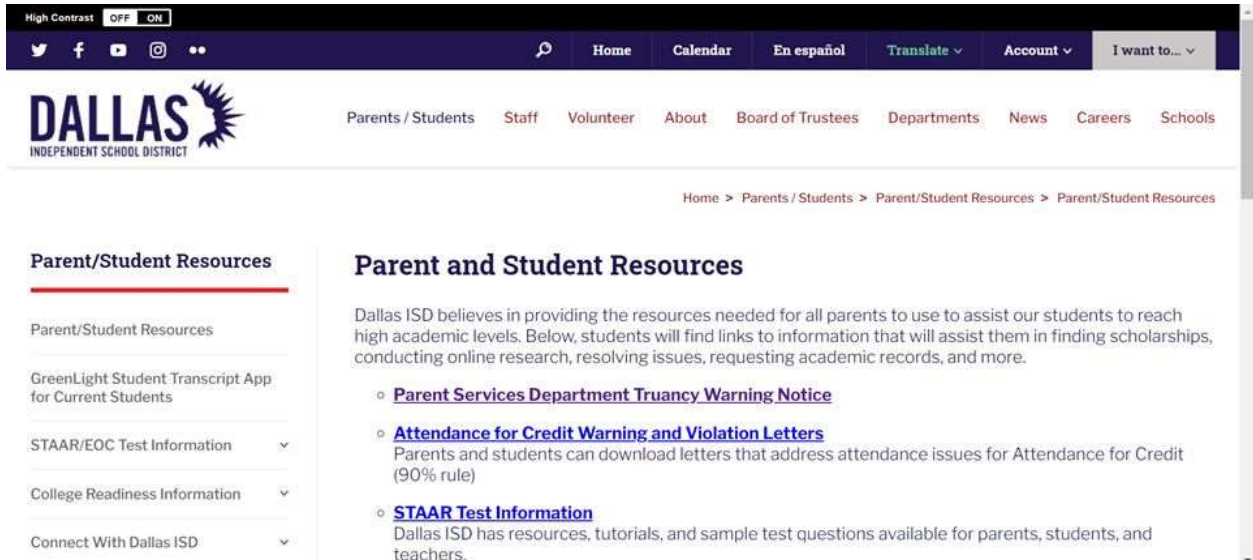 High Contrast OFF ON
Home Calendar En español Translate Account I want to...
DALLAS
INDEPENDENT SCHOOL DISTRICT
Parents / Students Staff Volunteer About Board of Trustees Departments News Careers Schools
Home > Parents / Students > Parent/Student Resources > Parent/Student Resources
Parent/Student Resources
Parent/Student Resources
GreenLight Student Transcript App
for Current Students
STAAR/EOC Test Information
College Readiness Information
Connect With Dallas ISD
Parent and Student Resources
Dallas ISD believes in providing the resources needed for all parents to use to assist our students to reach
high academic levels. Below, students will find links to information that will assist them in finding scholarships,
conducting online research, resolving issues, requesting academic records, and more.
Parent Services Department Truancy Warning Notice
Attendance for Credit Warning and Violation Letters
Parents and students can download letters that address attendance issues for Attendance for Credit
(90% rule)
STAAR Test Information
Dallas ISD has resources, tutorials, and sample test questions available for parents, students, and
teachers.